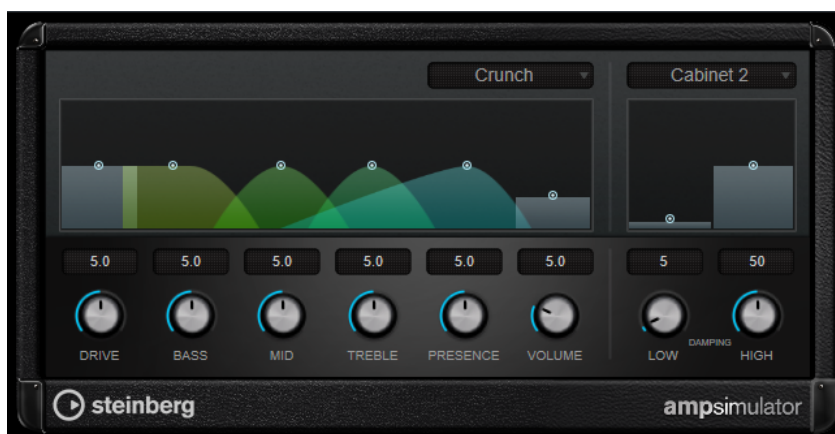 Crunch Cabinet 2
5.0 5.0 5.0 5.0 5.0 5.0 5 50
DRIVE BASS MID TREBLE PRESENCE VOLUME LOW DAMPING HIGH
steinberg ampsimulator